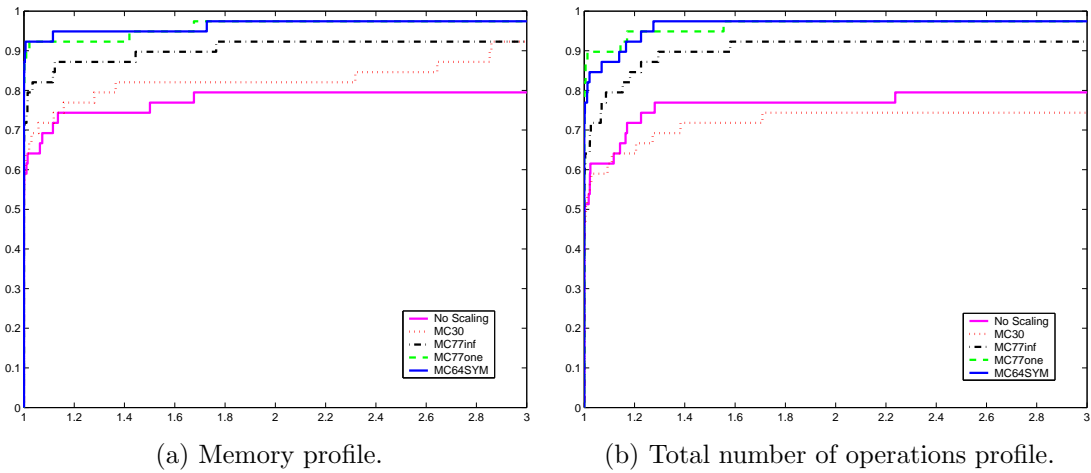 1
0.9
0.8
0.7
0.6
0.5
0.4
0.3
0.2
0.1
0
1 1.2 1.4 1.6 1.8 2 2.2 2.4 2.6 2.8 3
No Scaling
MC30
MC77inf
MC77one
MC64SYM
(a) Memory profile.
1
0.9
0.8
0.7
0.6
0.5
0.4
0.3
0.2
0.1
0
1 1.2 1.4 1.6 1.8 2 2.2 2.4 2.6 2.8 3
No Scaling
MC30
MC77inf
MC77one
MC64SYM
(b) Total number of operations profile.